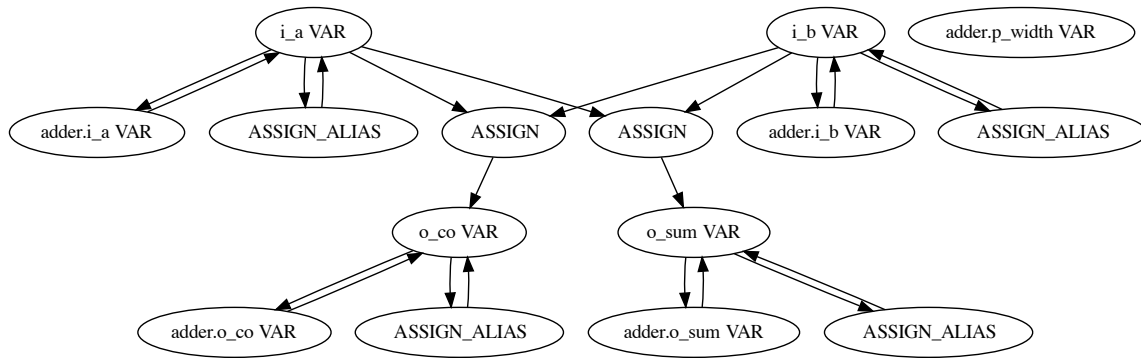 i_a VAR
i_b VAR
adder.p_width VAR
adder.i_a VAR
ASSIGN_ALIAS
ASSIGN
ASSIGN
adder.i_b VAR
ASSIGN_ALIAS
o_co VAR
o_sum VAR
adder.o_co VAR
ASSIGN_ALIAS
adder.o_sum VAR
ASSIGN_ALIAS